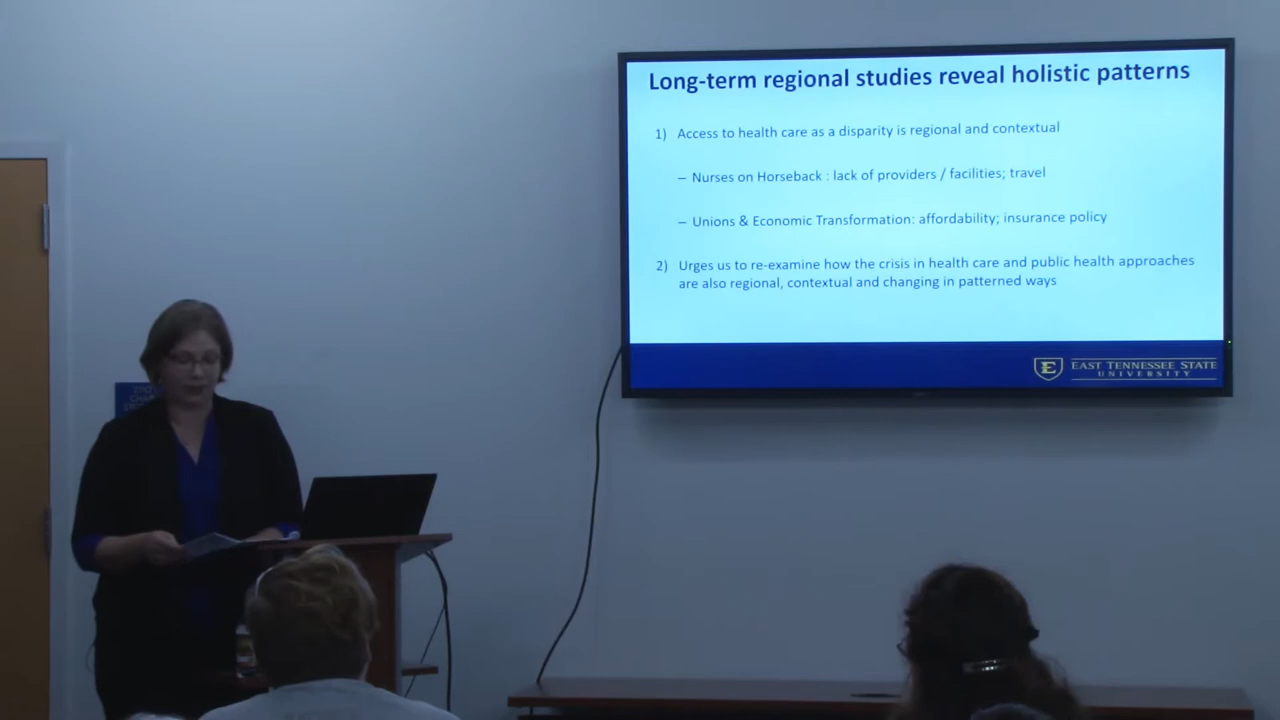 Long-term regional studies reveal holistic patterns
1) Access to health care as a disparity is regional and contextual
– Nurses on Horseback : lack of providers / facilities; travel
– Unions & Economic Transformation: affordability; insurance policy
2) Urges us to re-examine how the crisis in health care and public health approaches
are also regional, contextual and changing in patterned ways
E
EAST TENNESSEE STATE
UNIVERSITY